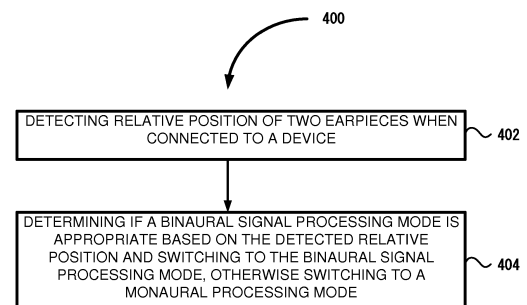 400
DETECTING RELATIVE POSITION OF TWO EARPIECES WHEN
CONNECTED TO A DEVICE
402
DETERMINING IF A BINAURAL SIGNAL PROCESSING MODE IS
APPROPRIATE BASED ON THE DETECTED RELATIVE
POSITION AND SWITCHING TO THE BINAURAL SIGNAL
PROCESSING MODE, OTHERWISE SWITCHING TO A
MONAURAL PROCESSING MODE
404